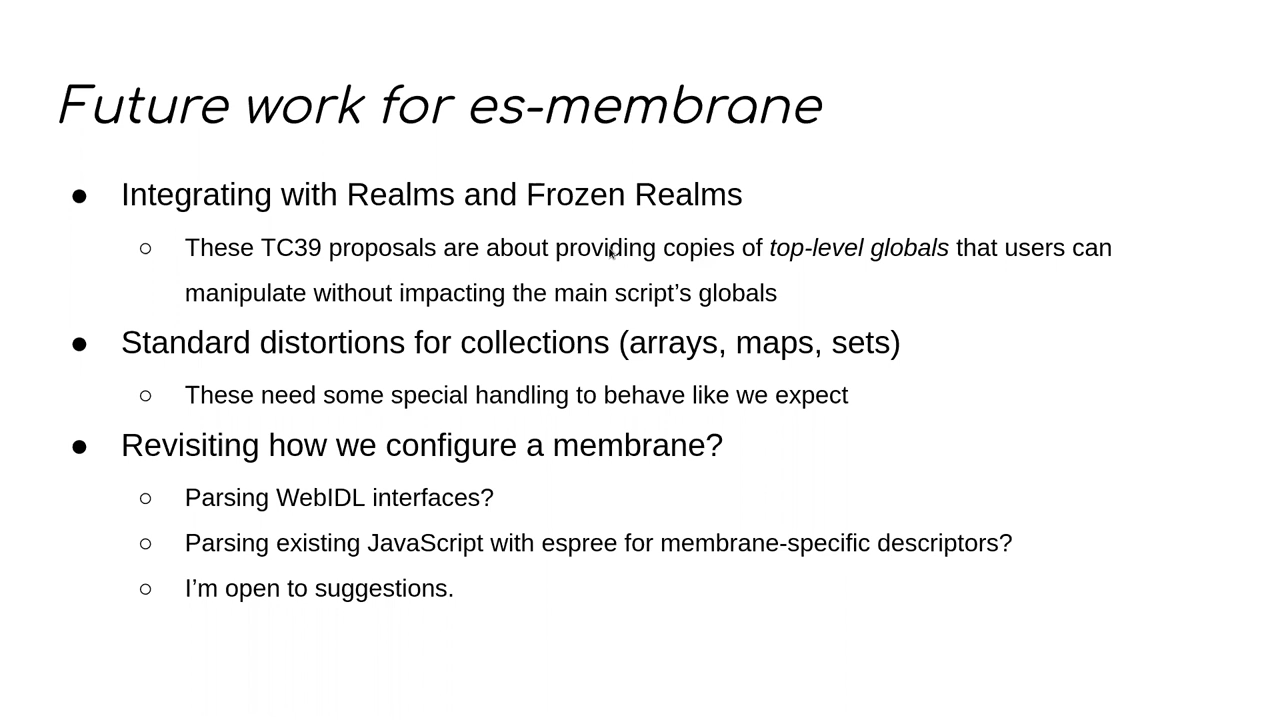 Future work for es-membrane
● Integrating with Realms and Frozen Realms
○ These TC39 proposals are about providing copies of top-level globals that users can
manipulate without impacting the main script’s globals
● Standard distortions for collections (arrays, maps, sets)
○ These need some special handling to behave like we expect
● Revisiting how we configure a membrane?
○ Parsing WebIDL interfaces?
○ Parsing existing JavaScript with espree for membrane-specific descriptors?
○ I’m open to suggestions.